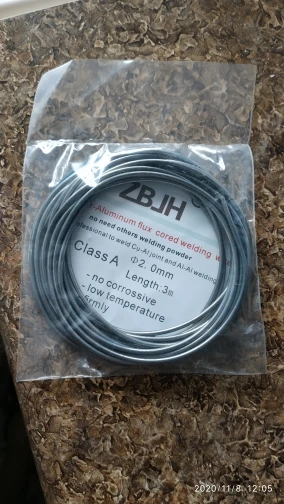 ZBJH®
-Aluminum flux cored welding
no need others welding powder
to weld Cu-Al joint and Al-Al welding
Class A Φ2.0mm
Length:3m
- no corrossive
- low temperature
2020/11/8 12:05